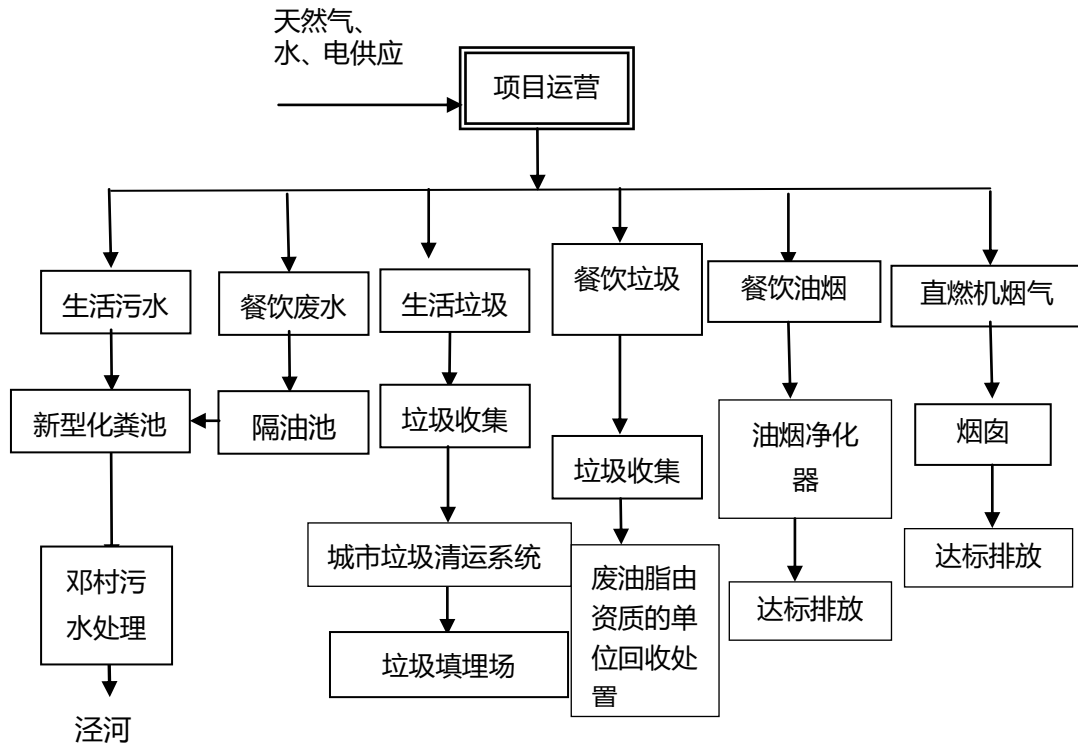 天然气、
水、电供应
项目运营
生活污水
餐饮废水
生活垃圾
餐饮垃圾
餐饮油烟
直燃机烟气
新型化粪池
隔油池
垃圾收集
垃圾收集
油烟净化
器
烟囱
城市垃圾清运系统
废油脂由
资质的单
位回收处
置
达标排放
达标排放
邓村污
水处理
垃圾填埋场
泾河